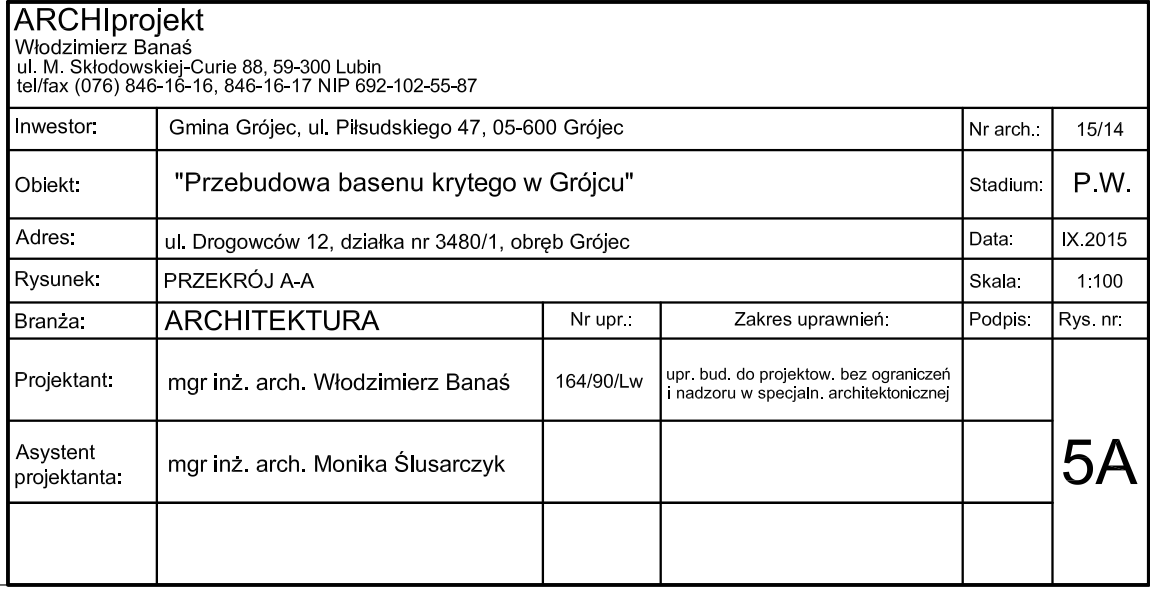 ARCHIprojekt
Włodzimierz Banaś
ul. M. Skłodowskiej-Curie 88, 59-300 Lubin
tel/fax (076) 846-16-16, 846-16-17 NIP 692-102-55-87
Inwestor: Gmina Grójec, ul. Piłsudskiego 47, 05-600 Grójec Nr arch.: 15/14
Obiekt: "Przebudowa basenu krytego w Grójcu" Stadium: P.W.
Adres: ul. Drogowców 12, działka nr 3480/1, obręb Grójec Data: IX.2015
Rysunek: PRZEKRÓJ A-A Skala: 1:100
Branża: ARCHITEKTURA Nr upr.: Zakres uprawnień: Podpis: Rys. nr:
Projektant: mgr inż. arch. Włodzimierz Banaś 164/90/Lw upr. bud. do projektow. bez ograniczeń
i nadzoru w specjaln. architektonicznej
Asystent
projektanta: mgr inż. arch. Monika Ślusarczyk
5A